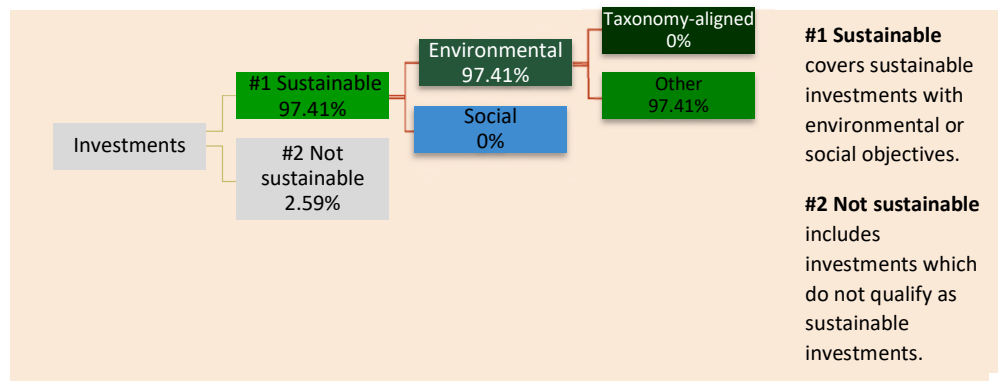 Investments
#1 Sustainable
97.41%
#2 Not
sustainable
2.59%
Environmental
97.41%
Social
0%
Taxonomy-aligned
0%
Other
97.41%
#1 Sustainable
covers sustainable
investments with
environmental or
social objectives.
#2 Not sustainable
includes
investments which
do not qualify as
sustainable
investments.